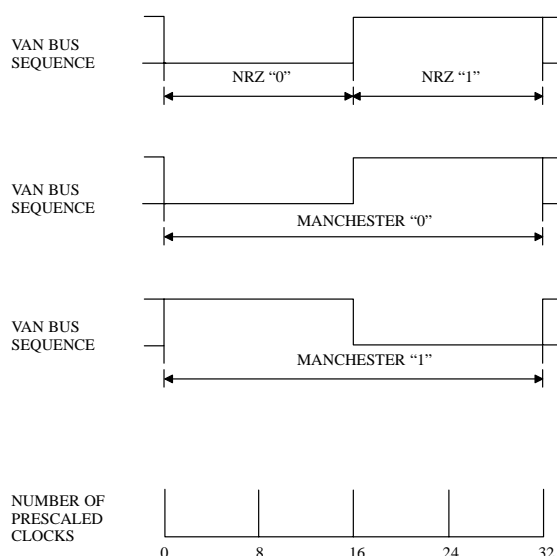 VAN BUS
SEQUENCE
NRZ “0”
NRZ “1”
VAN BUS
SEQUENCE
MANCHESTER “0”
VAN BUS
SEQUENCE
MANCHESTER “1”
NUMBER OF
PRESCALED
CLOCKS
0 8 16 24 32